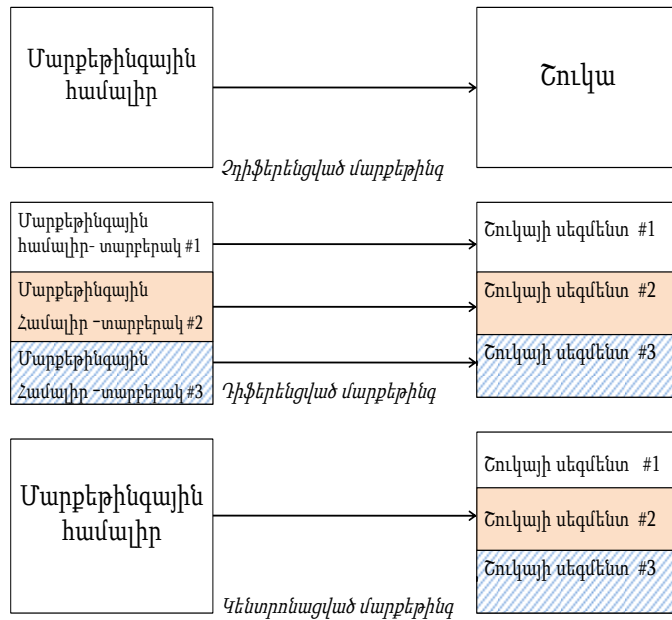 Մարքեթինգային
համալիր
Շուկա
Չդիֆերենցված մարքեթինգ
Մարքեթինգային
համալիր- տարբերակ #1
Շուկայի սեգմենտ #1
Մարքեթինգային
Համալիր –տարբերակ #2
Շուկայի սեգմենտ #2
Մարքեթինգային
Համալիր –տարբերակ #3
Շուկայի սեգմենտ #3
Դիֆերենցված մարքեթինգ
Մարքեթինգային
համալիր
Շուկայի սեգմենտ #1
Շուկայի սեգմենտ #2
Շուկայի սեգմենտ #3
Կենտրոնացված մարքեթինգ